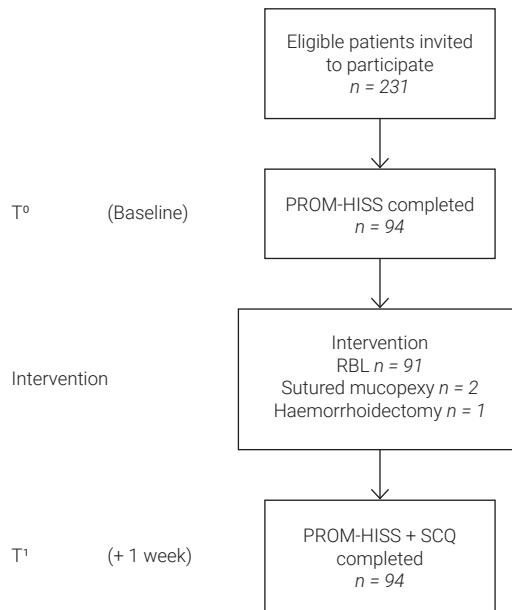 Eligible patients invited
to participate
n = 231
T⁰ (Baseline)
PROM-HISS completed
n = 94
Intervention
Intervention
RBL n = 91
Sutured mucopexy n = 2
Haemorrhoidectomy n = 1
T¹ (+ 1 week)
PROM-HISS + SCQ
completed
n = 94